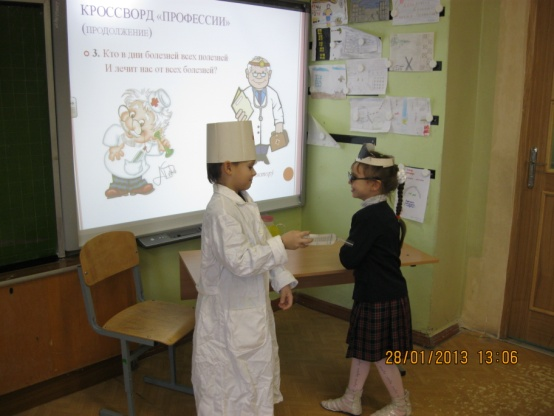 КРОССВОРД «ПРОФЕССИИ»
(ПРОДОЛЖЕНИЕ)
3. Кто в дни болезней всех полезней
И лечит нас от всех болезней?
28/01/2013 13:06